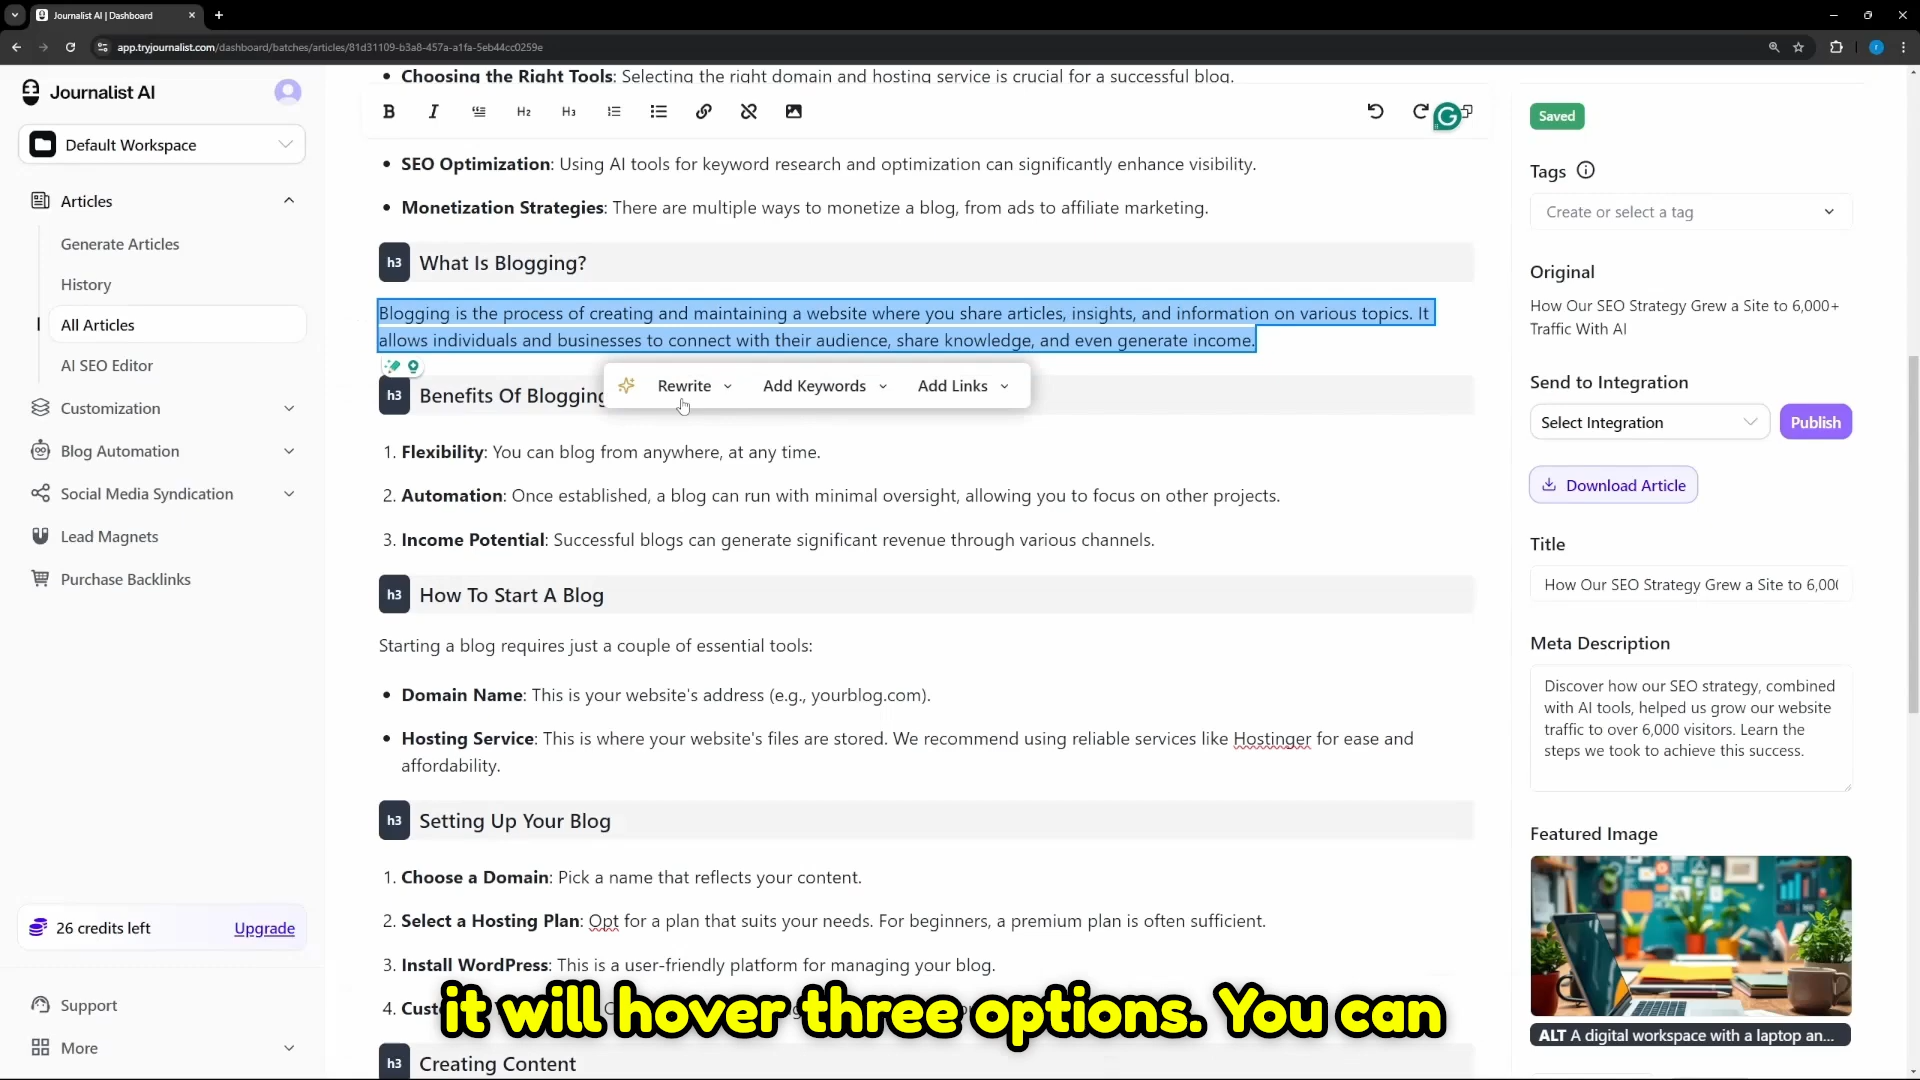 Journalist AI | Dashboard
app.tryjournalist.com/dashboard/batches/articles/81d31109-b3a8-457a-a1fa-5eb44cc0259e
Journalist AI
Default Workspace
Articles
Generate Articles
History
All Articles
AI SEO Editor
Customization
Blog Automation
Social Media Syndication
Lead Magnets
Purchase Backlinks
26 credits left
Upgrade
Support
More
• Choosing the Right Tools: Selecting the right domain and hosting service is crucial for a successful blog.
B I H2 H3
• SEO Optimization: Using AI tools for keyword research and optimization can significantly enhance visibility.
• Monetization Strategies: There are multiple ways to monetize a blog, from ads to affiliate marketing.
h3 What Is Blogging?
Blogging is the process of creating and maintaining a website where you share articles, insights, and information on various topics. It
allows individuals and businesses to connect with their audience, share knowledge, and even generate income.
Rewrite Add Keywords Add Links
h3 Benefits Of Blogging
1. Flexibility: You can blog from anywhere, at any time.
2. Automation: Once established, a blog can run with minimal oversight, allowing you to focus on other projects.
3. Income Potential: Successful blogs can generate significant revenue through various channels.
h3 How To Start A Blog
Starting a blog requires just a couple of essential tools:
• Domain Name: This is your website's address (e.g., yourblog.com).
• Hosting Service: This is where your website's files are stored. We recommend using reliable services like Hostinger for ease and
affordability.
h3 Setting Up Your Blog
1. Choose a Domain: Pick a name that reflects your content.
2. Select a Hosting Plan: Opt for a plan that suits your needs. For beginners, a premium plan is often sufficient.
3. Install WordPress: This is a user-friendly platform for managing your blog.
4.
it will hover three options. You can
h3 Creating Content
Saved
Tags
Create or select a tag
Original
How Our SEO Strategy Grew a Site to 6,000+
Traffic With AI
Send to Integration
Select Integration
Publish
Download Article
Title
How Our SEO Strategy Grew a Site to 6,00
Meta Description
Discover how our SEO strategy, combined
with AI tools, helped us grow our website
traffic to over 6,000 visitors. Learn the
steps we took to achieve this success.
Featured Image
ALT A digital workspace with a laptop an...